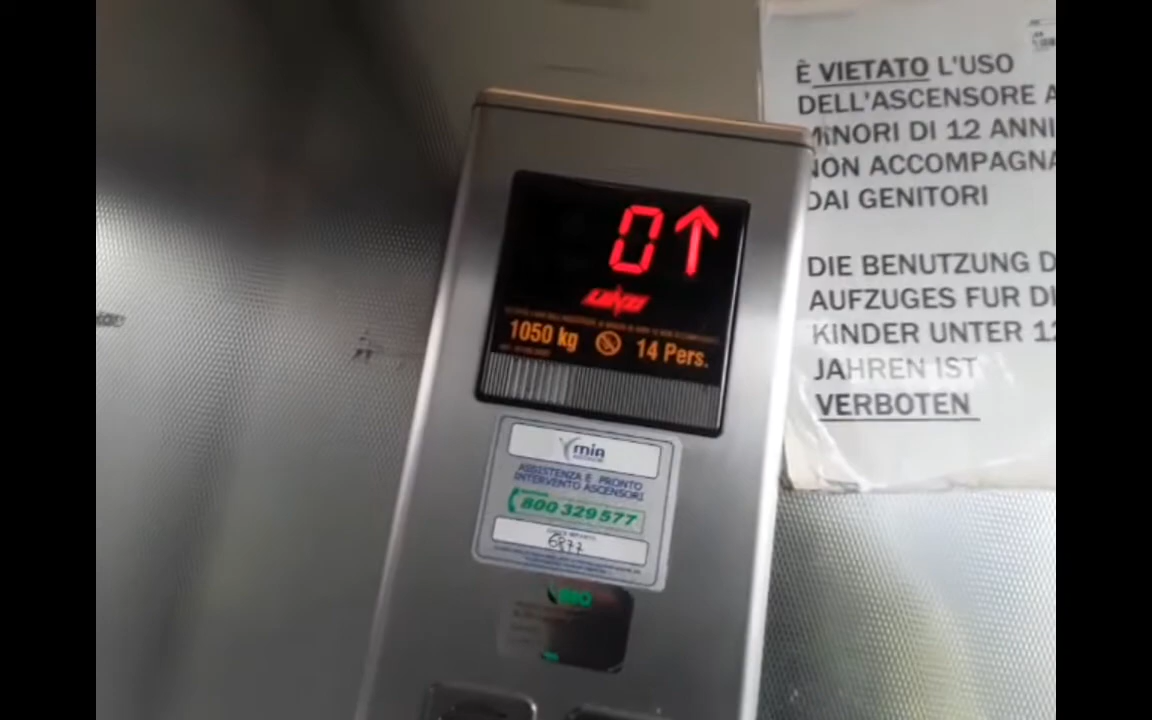 0↑
1050 kg 14 Pers.
mia
ASSISTENZA E PRONTO
INTERVENTO ASCENSORI
800 329 577
6877
È VIETATO L'USO
DELL'ASCENSORE A
MINORI DI 12 ANNI
NON ACCOMPAGNA
DAI GENITORI
DIE BENUTZUNG D
AUFZUGES FUR DI
KINDER UNTER 12
JAHREN IST
VERBOTEN